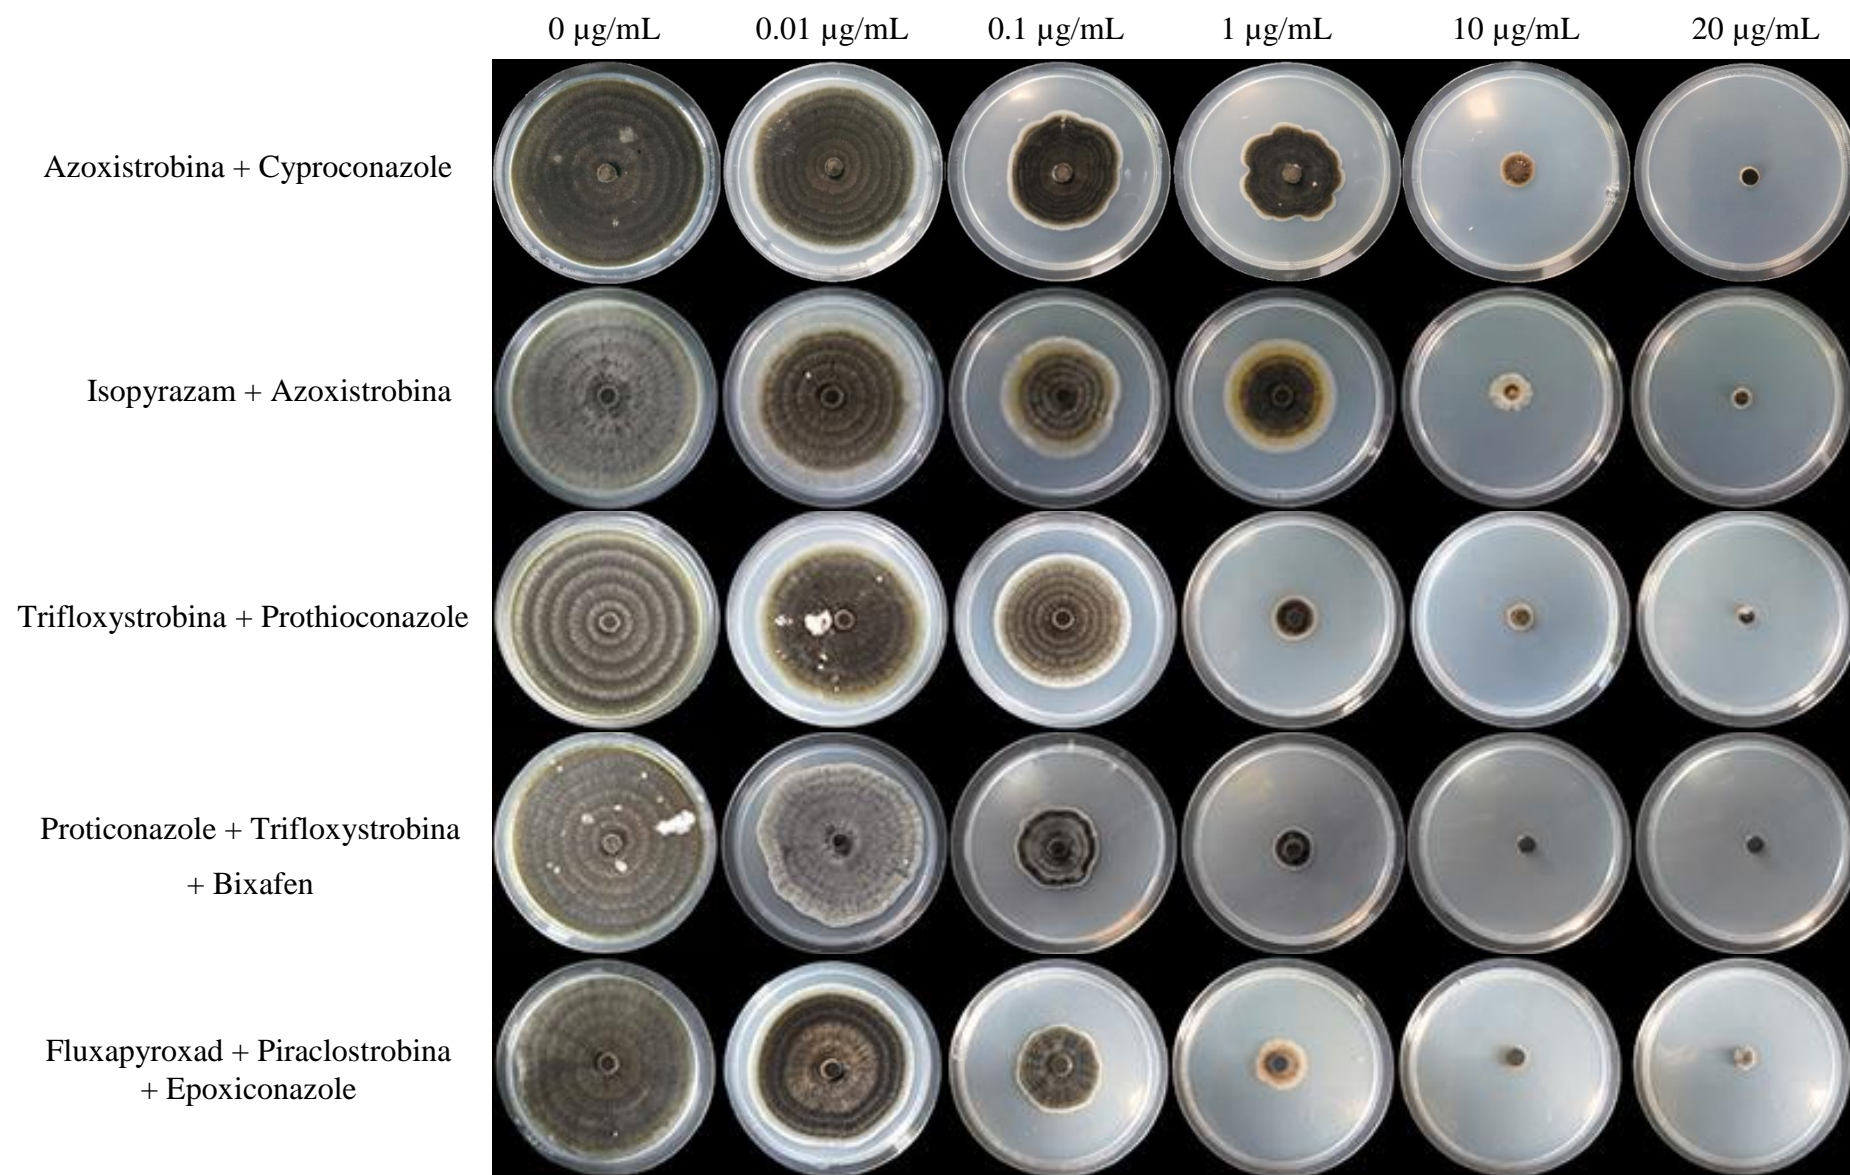 0 µg/mL 0.01 µg/mL 0.1 µg/mL 1 µg/mL 10 µg/mL 20 µg/mL
Azoxistrobina + Cyproconazole
Isopyrazam + Azoxistrobina
Trifloxystrobina + Prothioconazole
Proticonazole + Trifloxystrobina
+ Bixafen
Fluxapyroxad + Piraclostrobina
+ Epoxiconazole